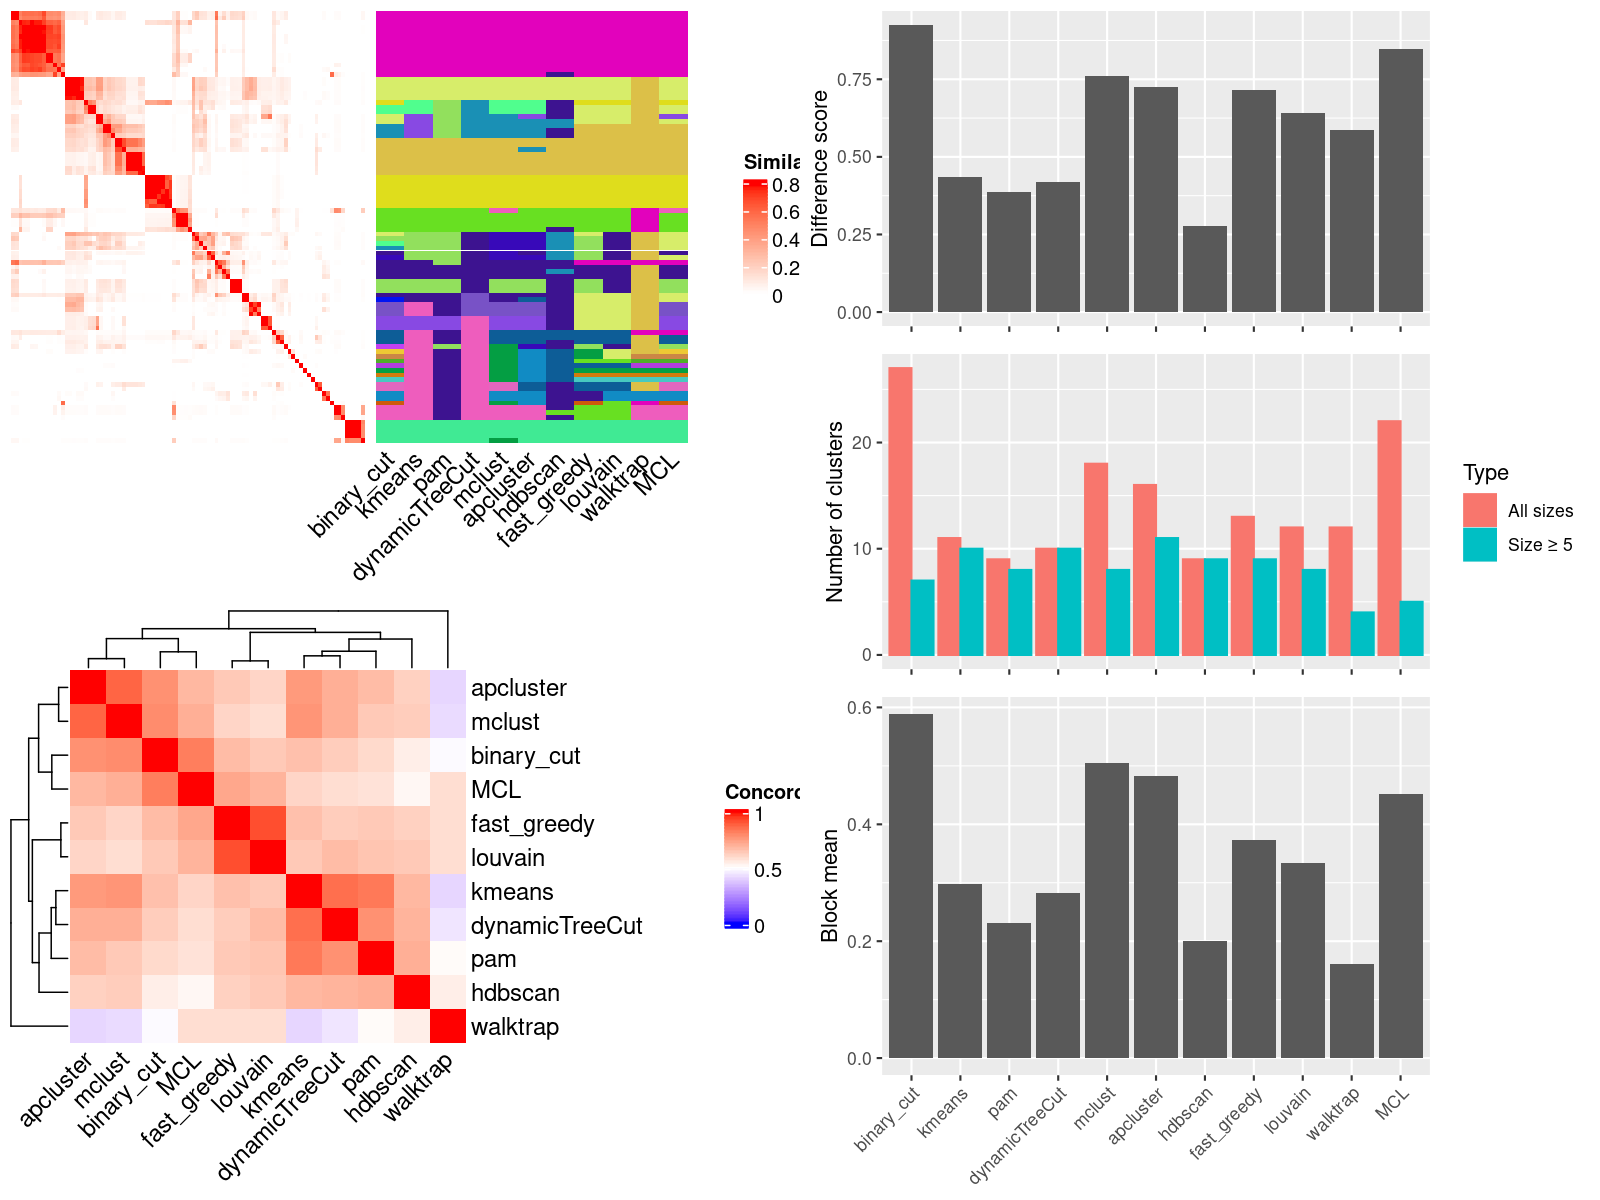 Simila
0.8
0.6
0.4
0.2
0
binary_cut
kmeans
pam
dynamicTreeCut
mclust
apcluster
hdbscan
fast_greedy
louvain
walktrap
MCL
apcluster
mclust
binary_cut
MCL
fast_greedy
louvain
kmeans
dynamicTreeCut
pam
hdbscan
walktrap
apcluster
mclust
binary_cut
MCL
fast_greedy
louvain
kmeans
dynamicTreeCut
pam
hdbscan
walktrap
Concord
1
0.5
0
Difference score
0.75
0.50
0.25
0.00
Number of clusters
20
10
0
Type
All sizes
Size ≥ 5
Block mean
0.6
0.4
0.2
0.0
binary_cut
kmeans
pam
dynamicTreeCut
mclust
apcluster
hdbscan
fast_greedy
louvain
walktrap
MCL